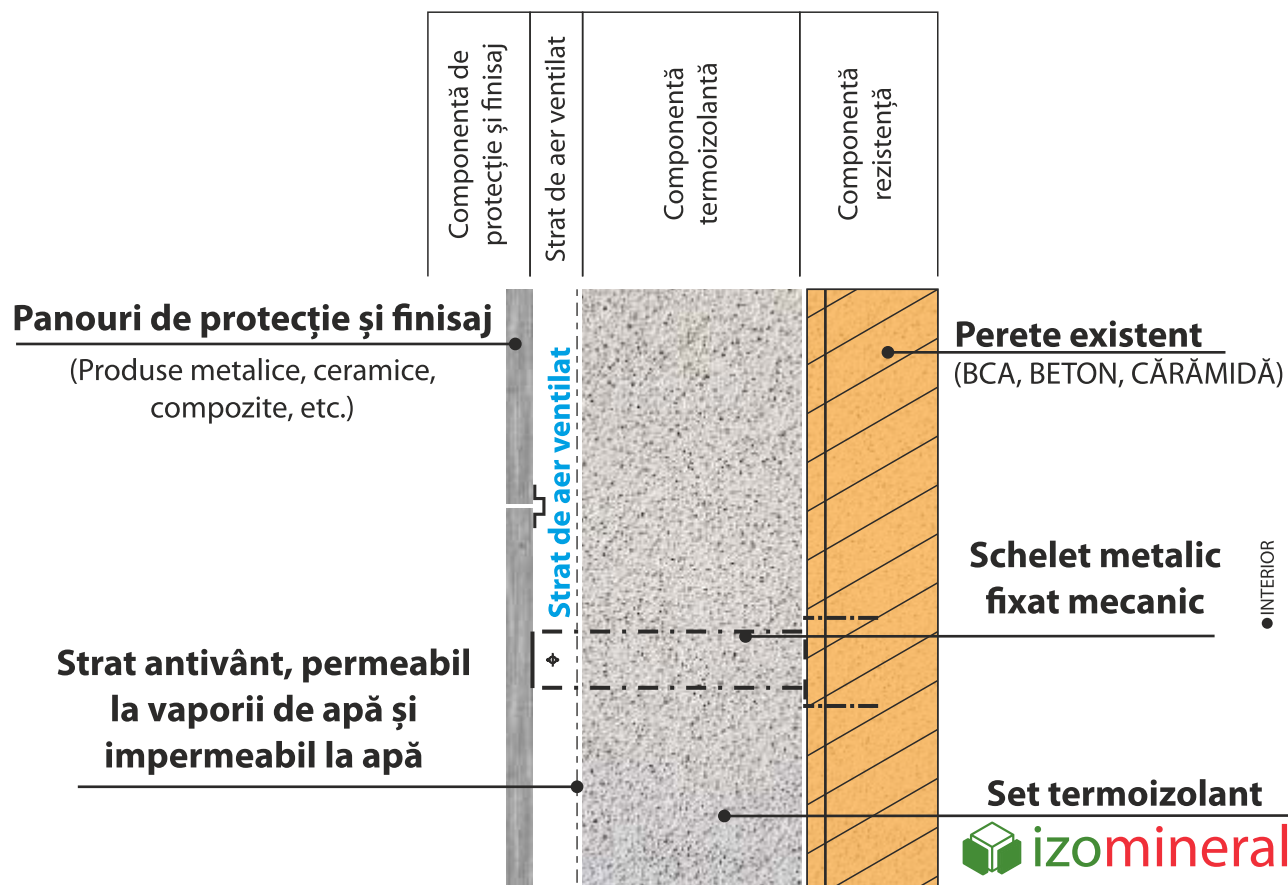 Componentă de
protecție și finisaj
Strat de aer ventilat
Componentă
termoizolantă
Componentă
rezistență
Panouri de protecție și finisaj
(Produse metalice, ceramice,
compozite, etc.)
Strat de aer ventilat
Perete existent
(BCA, BETON, CĂRĂMIDĂ)
Schelet metalic
fixat mecanic
INTERIOR
Strat antivânt, permeabil
la vaporii de apă și
impermeabil la apă
Set termoizolant
izomineral